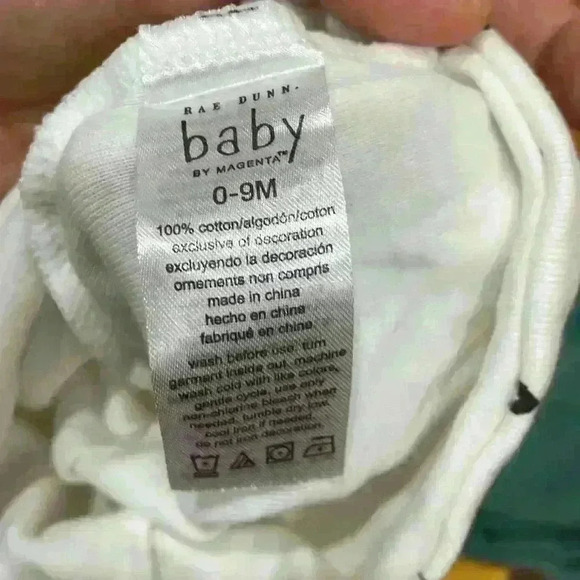 RAE DUNN.
baby
BY MAGENTA™
0-9M
100% cotton/algodón/coton
exclusive of decoration
excluyendo la decoración
ornements non compris
made in china
hecho en china
fabriqué en chine
wash before use, turn
garment inside out, machine
wash cold with like colors,
gentle cycle, use only
non-chlorine bleach when
needed, tumble dry low,
cool iron if needed.
do not iron decoration.